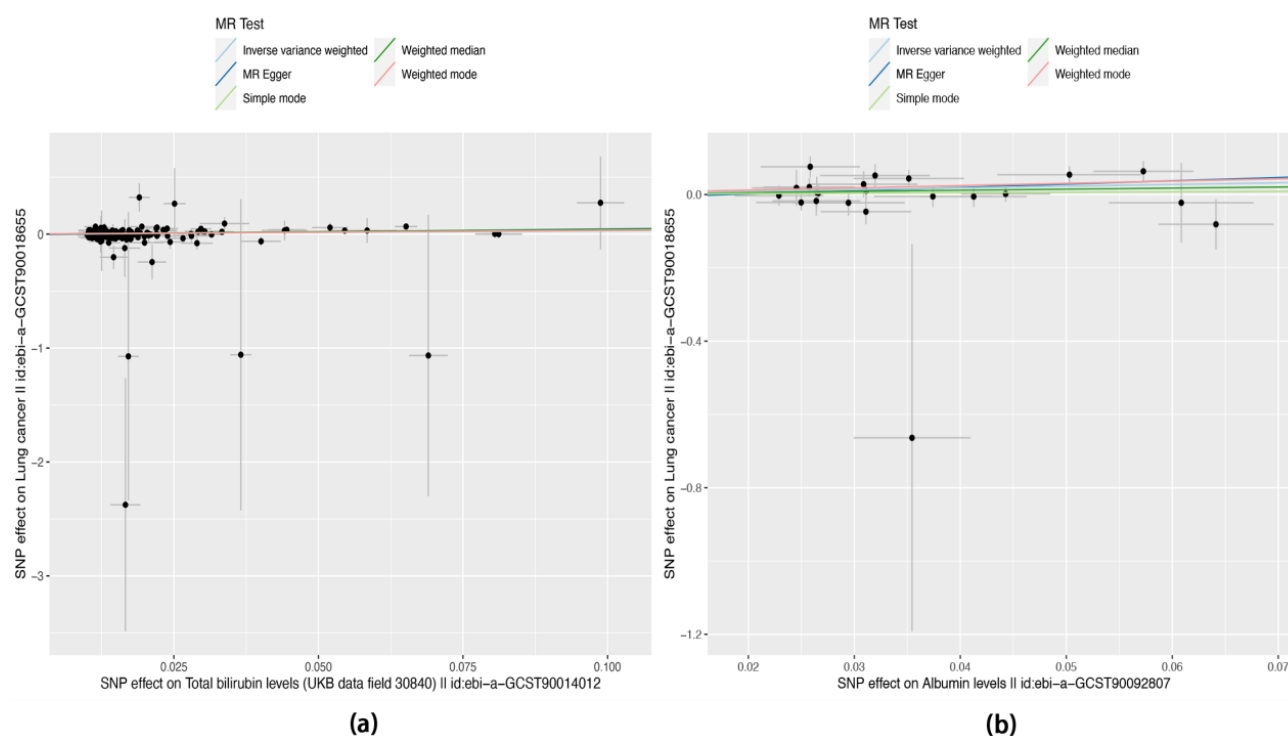 MR Test
Inverse variance weighted
Weighted median
MR Egger
Weighted mode
Simple mode
SNP effect on Lung cancer II id:ebi-a-GCST90018655
0
−1
−2
−3
0.025
0.050
0.075
0.100
SNP effect on Total bilirubin levels (UKB data field 30840) II id:ebi-a-GCST90014012
(a)
MR Test
Inverse variance weighted
Weighted median
MR Egger
Weighted mode
Simple mode
SNP effect on Lung cancer II id:ebi-a-GCST90018655
0.0
−0.4
−0.8
−1.2
0.02
0.03
0.04
0.05
0.06
SNP effect on Albumin levels II id:ebi-a-GCST90092807
(b)